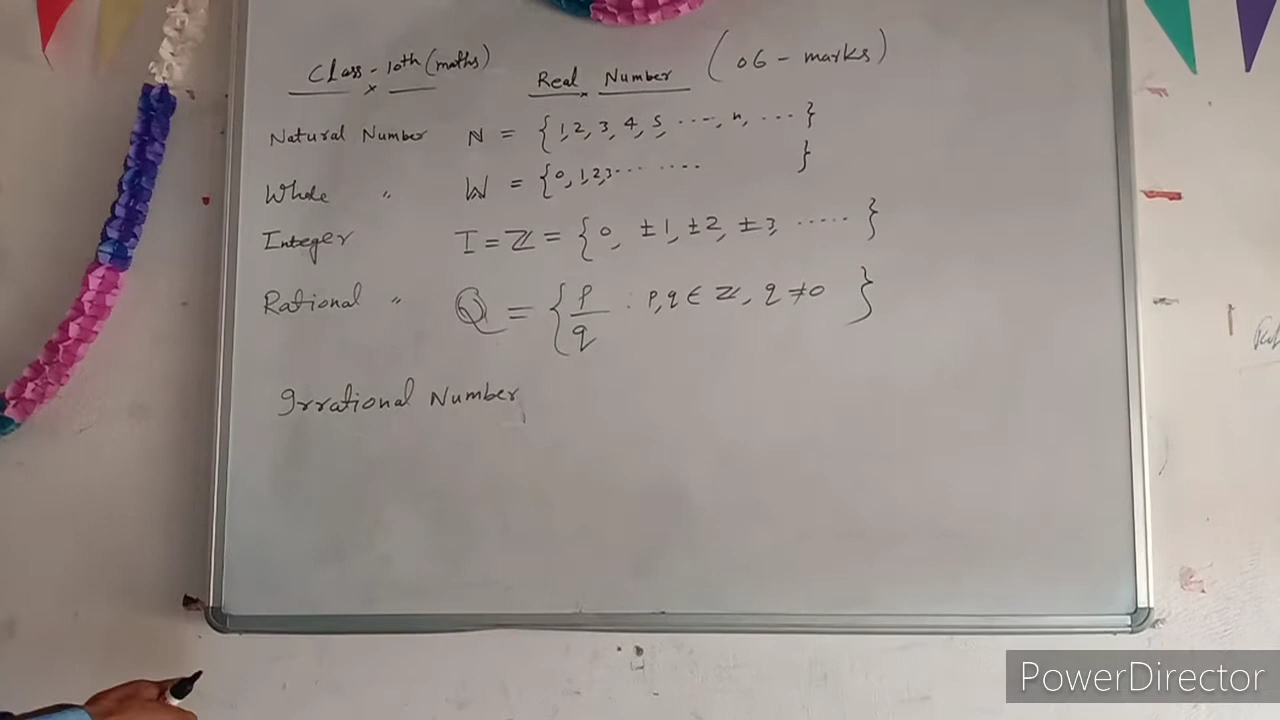 Class - 10th (maths) Real Number (06 - marks)
Natural Number N = {1, 2, 3, 4, 5, ....., n, ....}
Whole " W = {0, 1, 2, 3... ..... }
Integer I = ℤ = {0, ±1, ±2, ±3, .....}
Rational " Q = {p/q : p, q ∈ ℤ, q ≠ 0 }
Irrational Number
PowerDirector